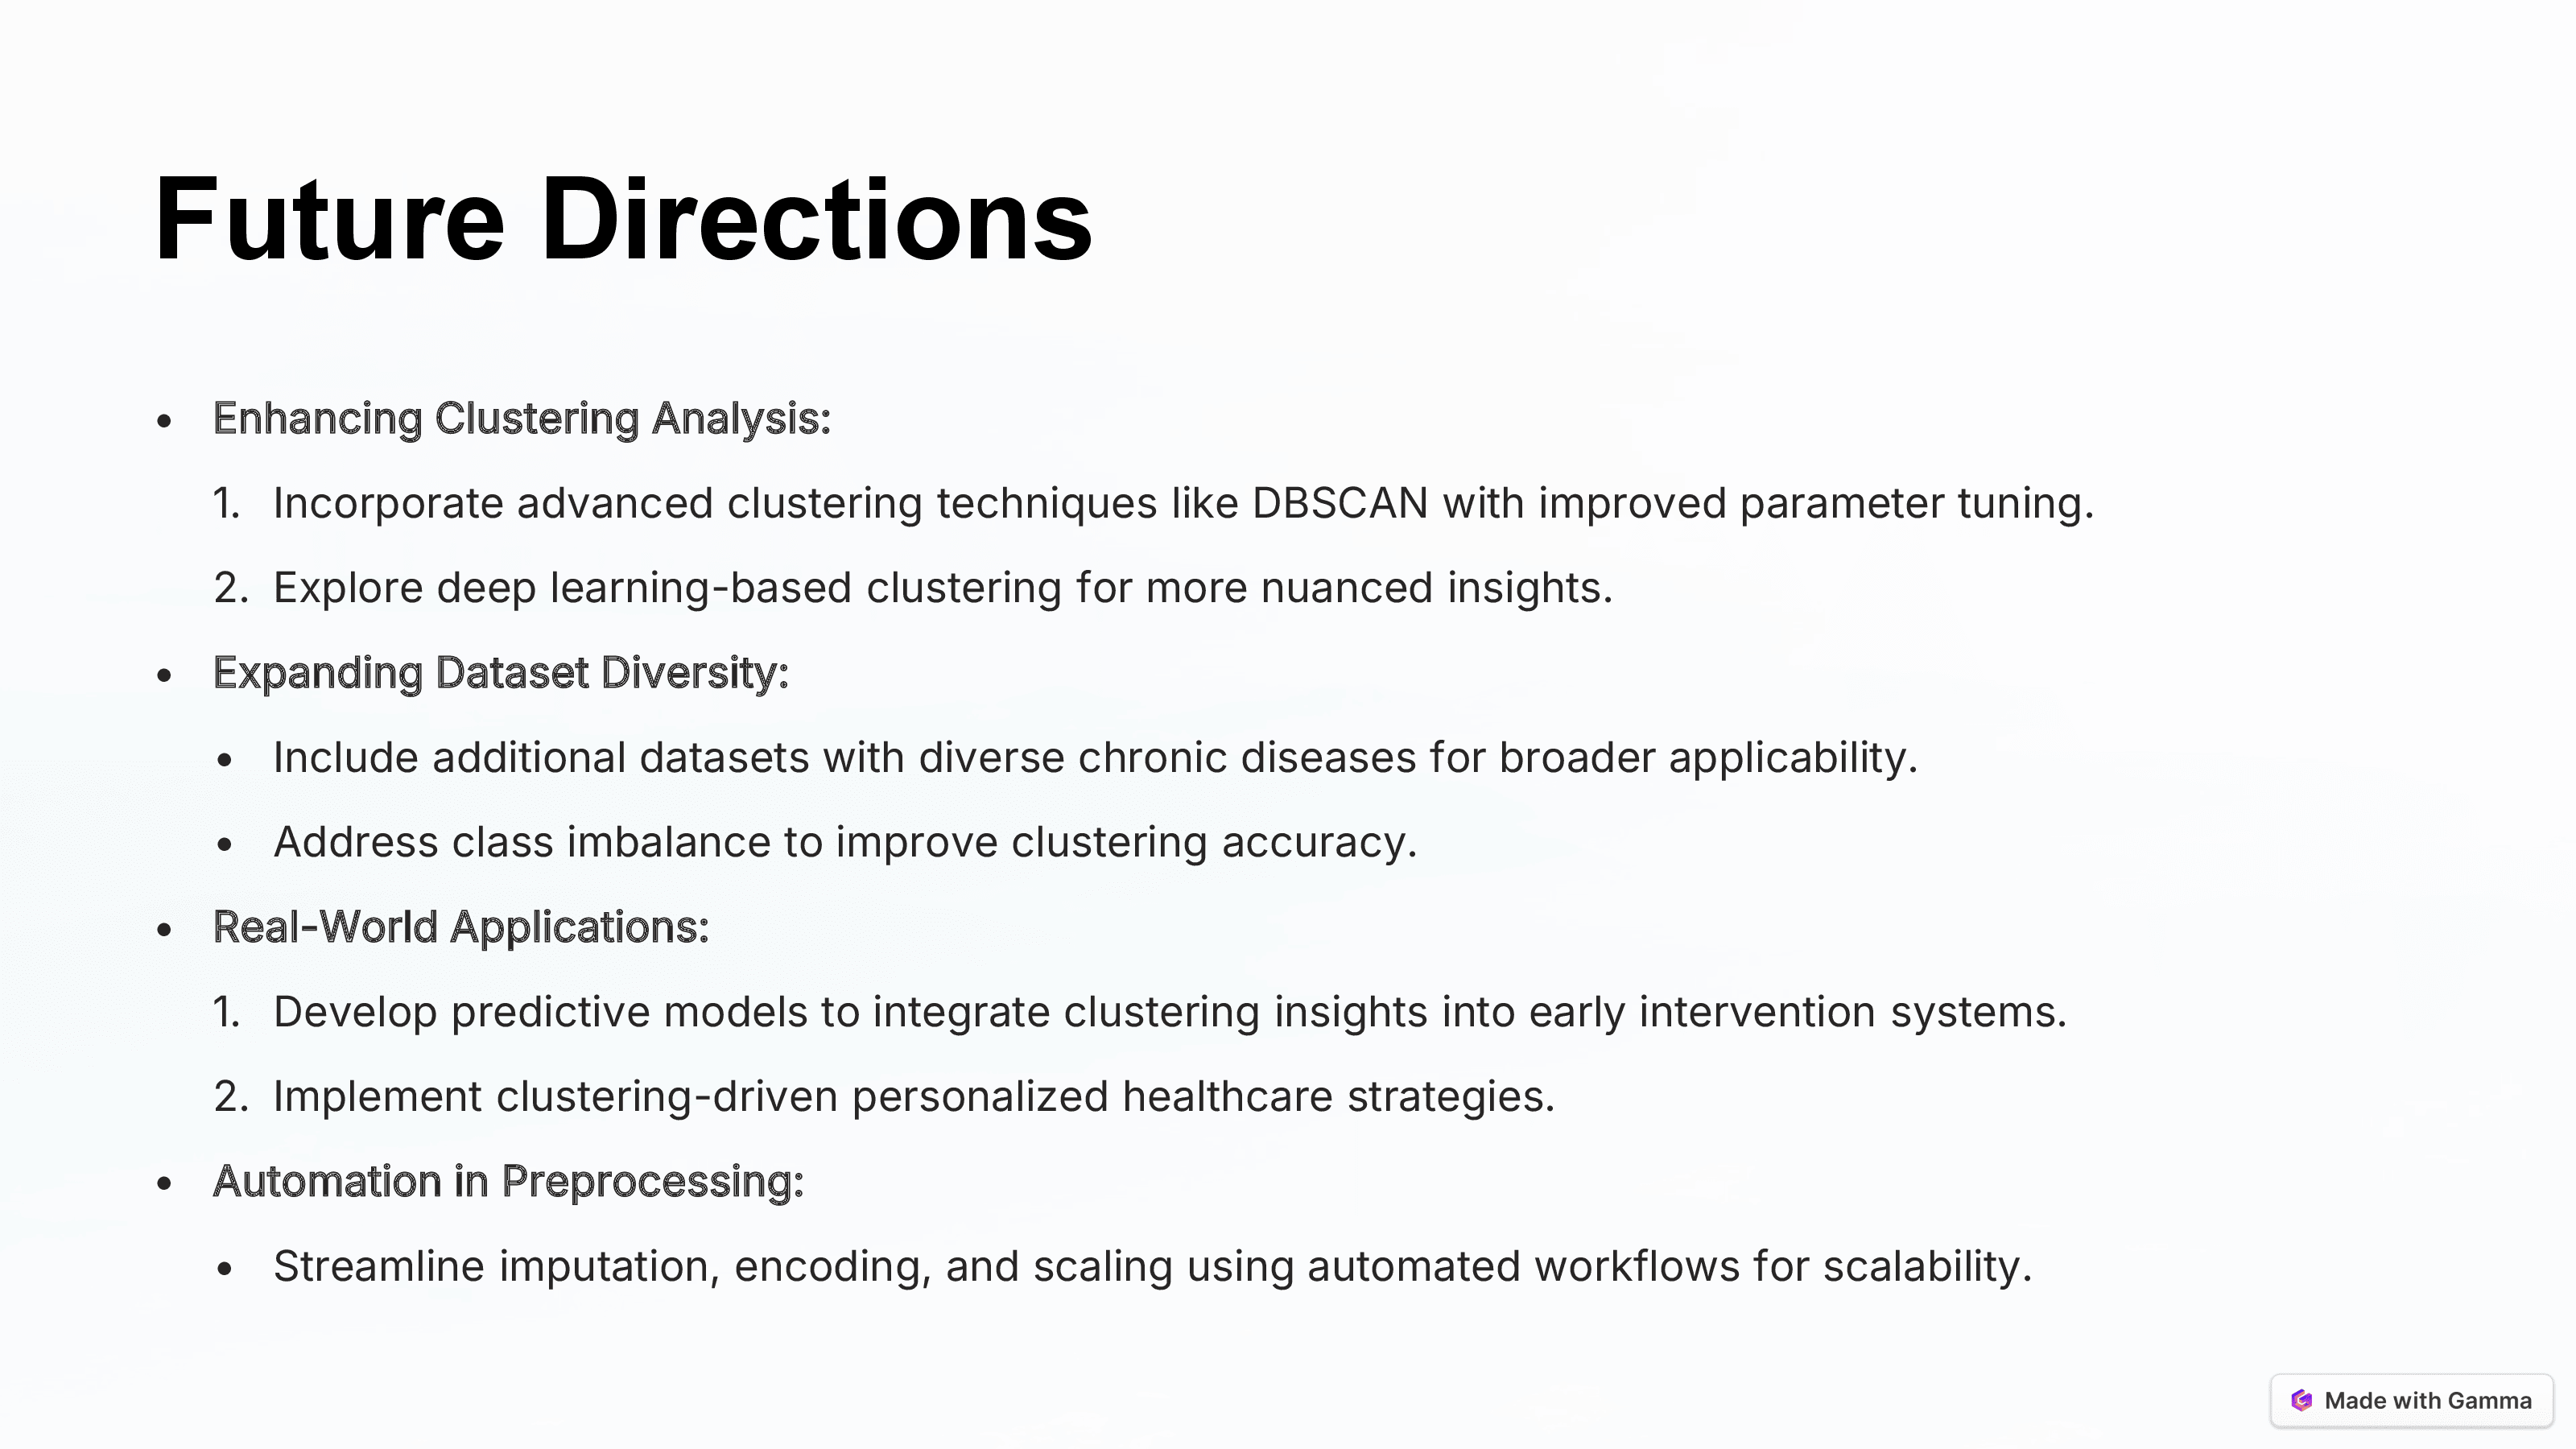 Future Directions
• Enhancing Clustering Analysis:
1. Incorporate advanced clustering techniques like DBSCAN with improved parameter tuning.
2. Explore deep learning-based clustering for more nuanced insights.
• Expanding Dataset Diversity:
• Include additional datasets with diverse chronic diseases for broader applicability.
• Address class imbalance to improve clustering accuracy.
• Real-World Applications:
1. Develop predictive models to integrate clustering insights into early intervention systems.
2. Implement clustering-driven personalized healthcare strategies.
• Automation in Preprocessing:
• Streamline imputation, encoding, and scaling using automated workflows for scalability.
Made with Gamma